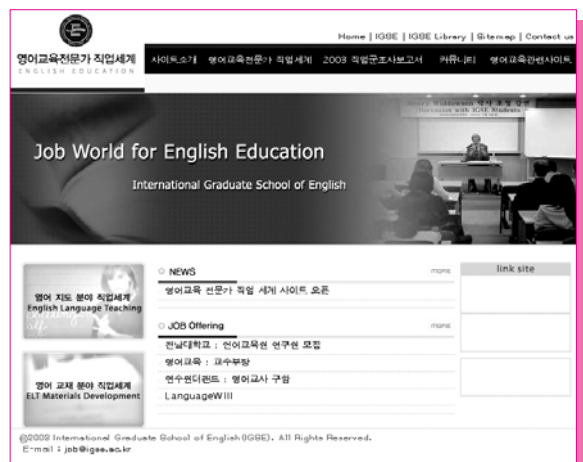 Home | IGSE | IGSE Library | Sitemap | Contact us
영어교육전문가 직업세계
ENGLISH EDUCATION
사이트소개 영어교육전문가 직업세계 2003 직업군조사보고서 커뮤니티 영어교육관련사이트
Job World for English Education
International Graduate School of English
영어 지도 분야 직업세계
English Language Teaching
영어 교재 분야 직업세계
ELT Materials Development
NEWS more
영어교육 전문가 직업 세계 사이트 오픈
JOB Offering more
전남대학교 : 언어교육원 연구원 모집
영어교육 : 교수부장
연수원더랜드 : 영어교사 구함
LanguageWill
link site
©2003 International Graduate School of English(IGSE). All Rights Reserved.
E-mail : job@igse.ac.kr